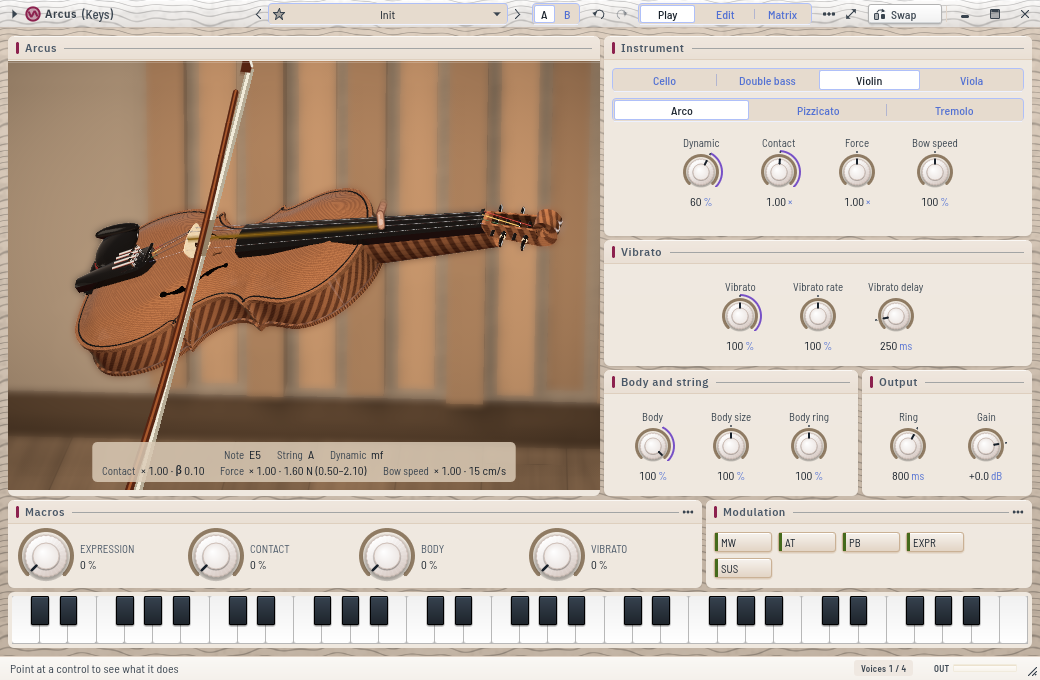 Arcus (Keys)
Init
A B
Play Edit Matrix
Swap
Arcus
Instrument
Cello Double bass Violin Viola
Arco Pizzicato Tremolo
Dynamic Contact Force Bow speed
60 % 1.00 × 1.00 × 100 %
Vibrato
Vibrato Vibrato rate Vibrato delay
100 % 100 % 250 ms
Body and string
Body Body size Body ring
100 % 100 % 100 %
Output
Ring Gain
800 ms +0.0 dB
Note E5 String A Dynamic mf
Contact × 1.00 · β 0.10 Force × 1.00 · 1.60 N (0.50–2.10) Bow speed × 1.00 · 15 cm/s
Macros
EXPRESSION
0 %
CONTACT
0 %
BODY
0 %
VIBRATO
0 %
Modulation
MW AT PB EXPR
SUS
Point at a control to see what it does
Voices 1 / 4
OUT